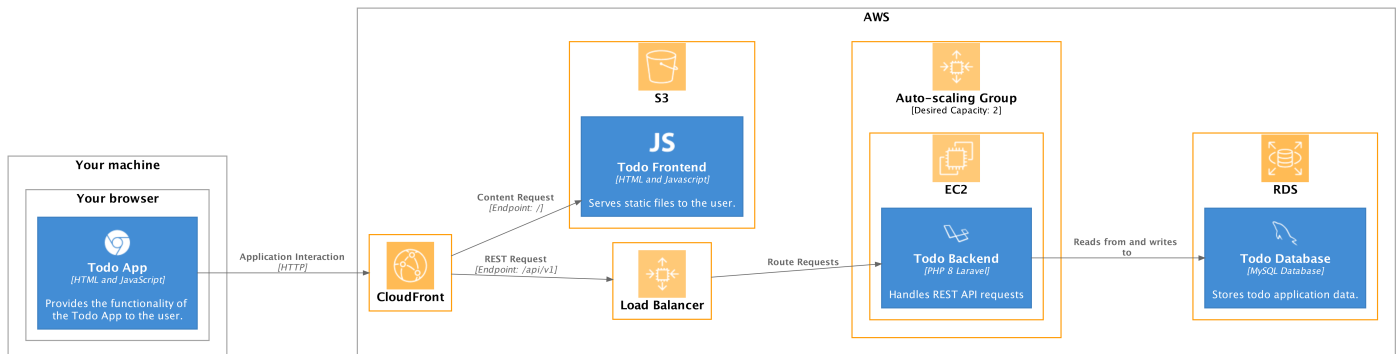 AWS
Your machine
Your browser
Todo App
[HTML and JavaScript]
Provides the functionality of
the Todo App to the user.
Application Interaction
[HTTP]
CloudFront
Content Request
[Endpoint: /]
REST Request
[Endpoint: /api/v1]
S3
JS
Todo Frontend
[HTML and Javascript]
Serves static files to the user.
Load Balancer
Route Requests
Auto-scaling Group
[Desired Capacity: 2]
EC2
Todo Backend
[PHP 8 Laravel]
Handles REST API requests
Reads from and writes
to
RDS
Todo Database
[MySQL Database]
Stores todo application data.